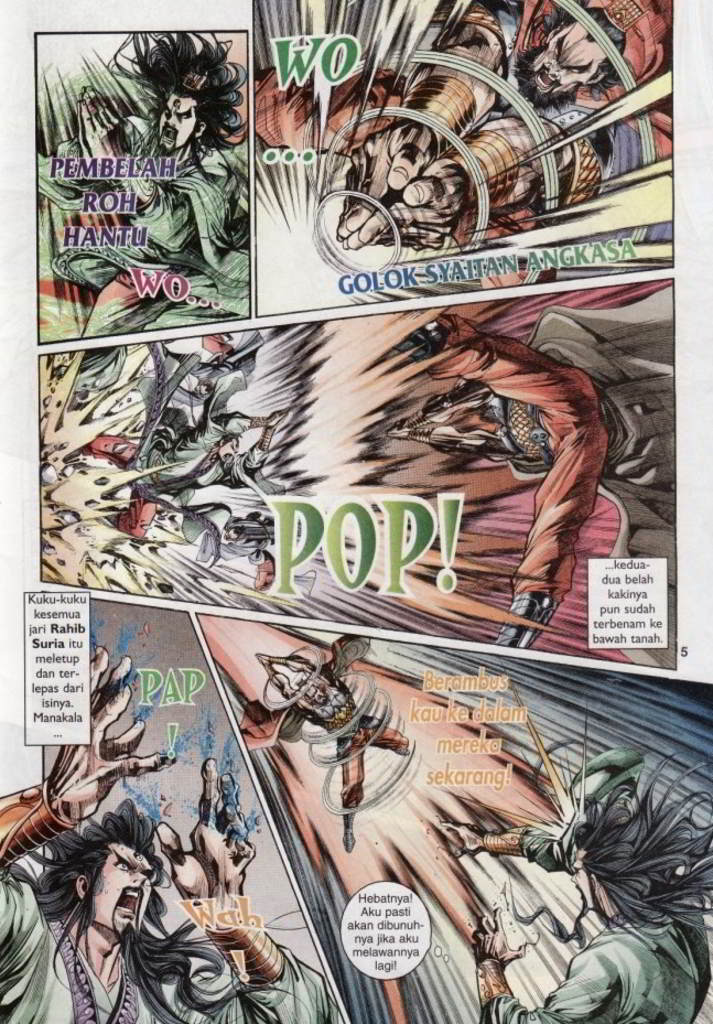 PEMBELAH
ROH
HANTU
WO...
WO
...
GOLOK SYAITAN ANGKASA
POP!
...kedua-
dua belah
kakinya
pun sudah
terbenam ke
bawah tanah.
5
Kuku-kuku
kesemua
jari Rahib
Suria itu
meletup
dan ter-
lepas dari
isinya.
Manakala
...
PAP
!
Wah
!
Berambus
kau ke dalam
mereka
sekarang!
Hebatnya!
Aku pasti
akan dibunuh-
nya jika aku
melawannya
lagi!